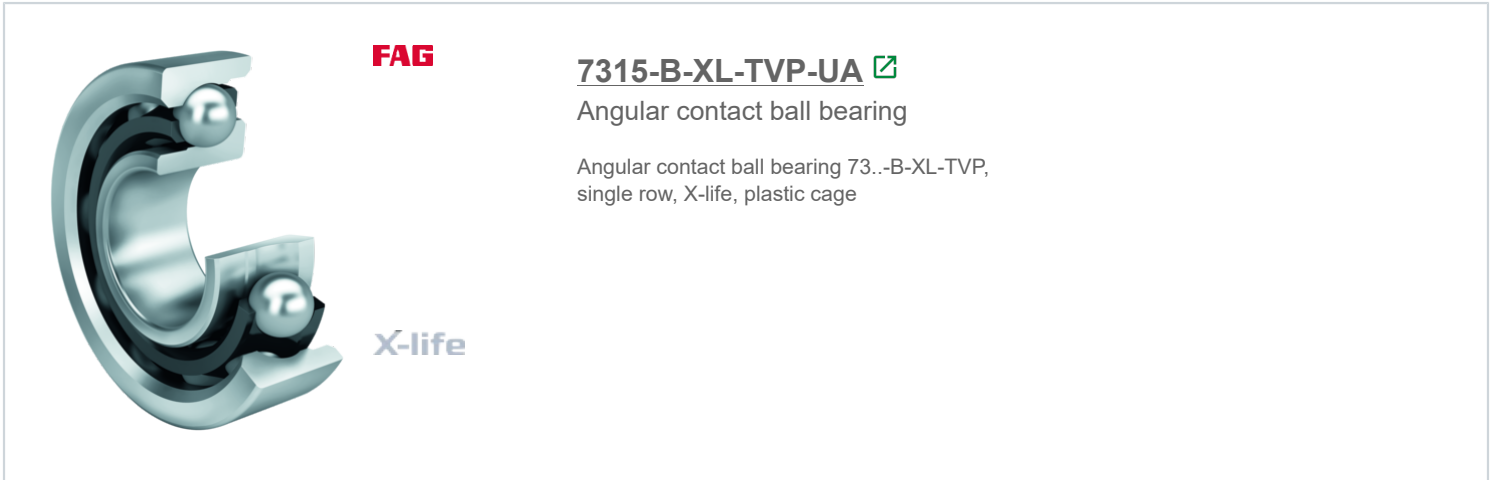 FAG
7315-B-XL-TVP-UA
Angular contact ball bearing
Angular contact ball bearing 73..-B-XL-TVP,
single row, X-life, plastic cage
X-life